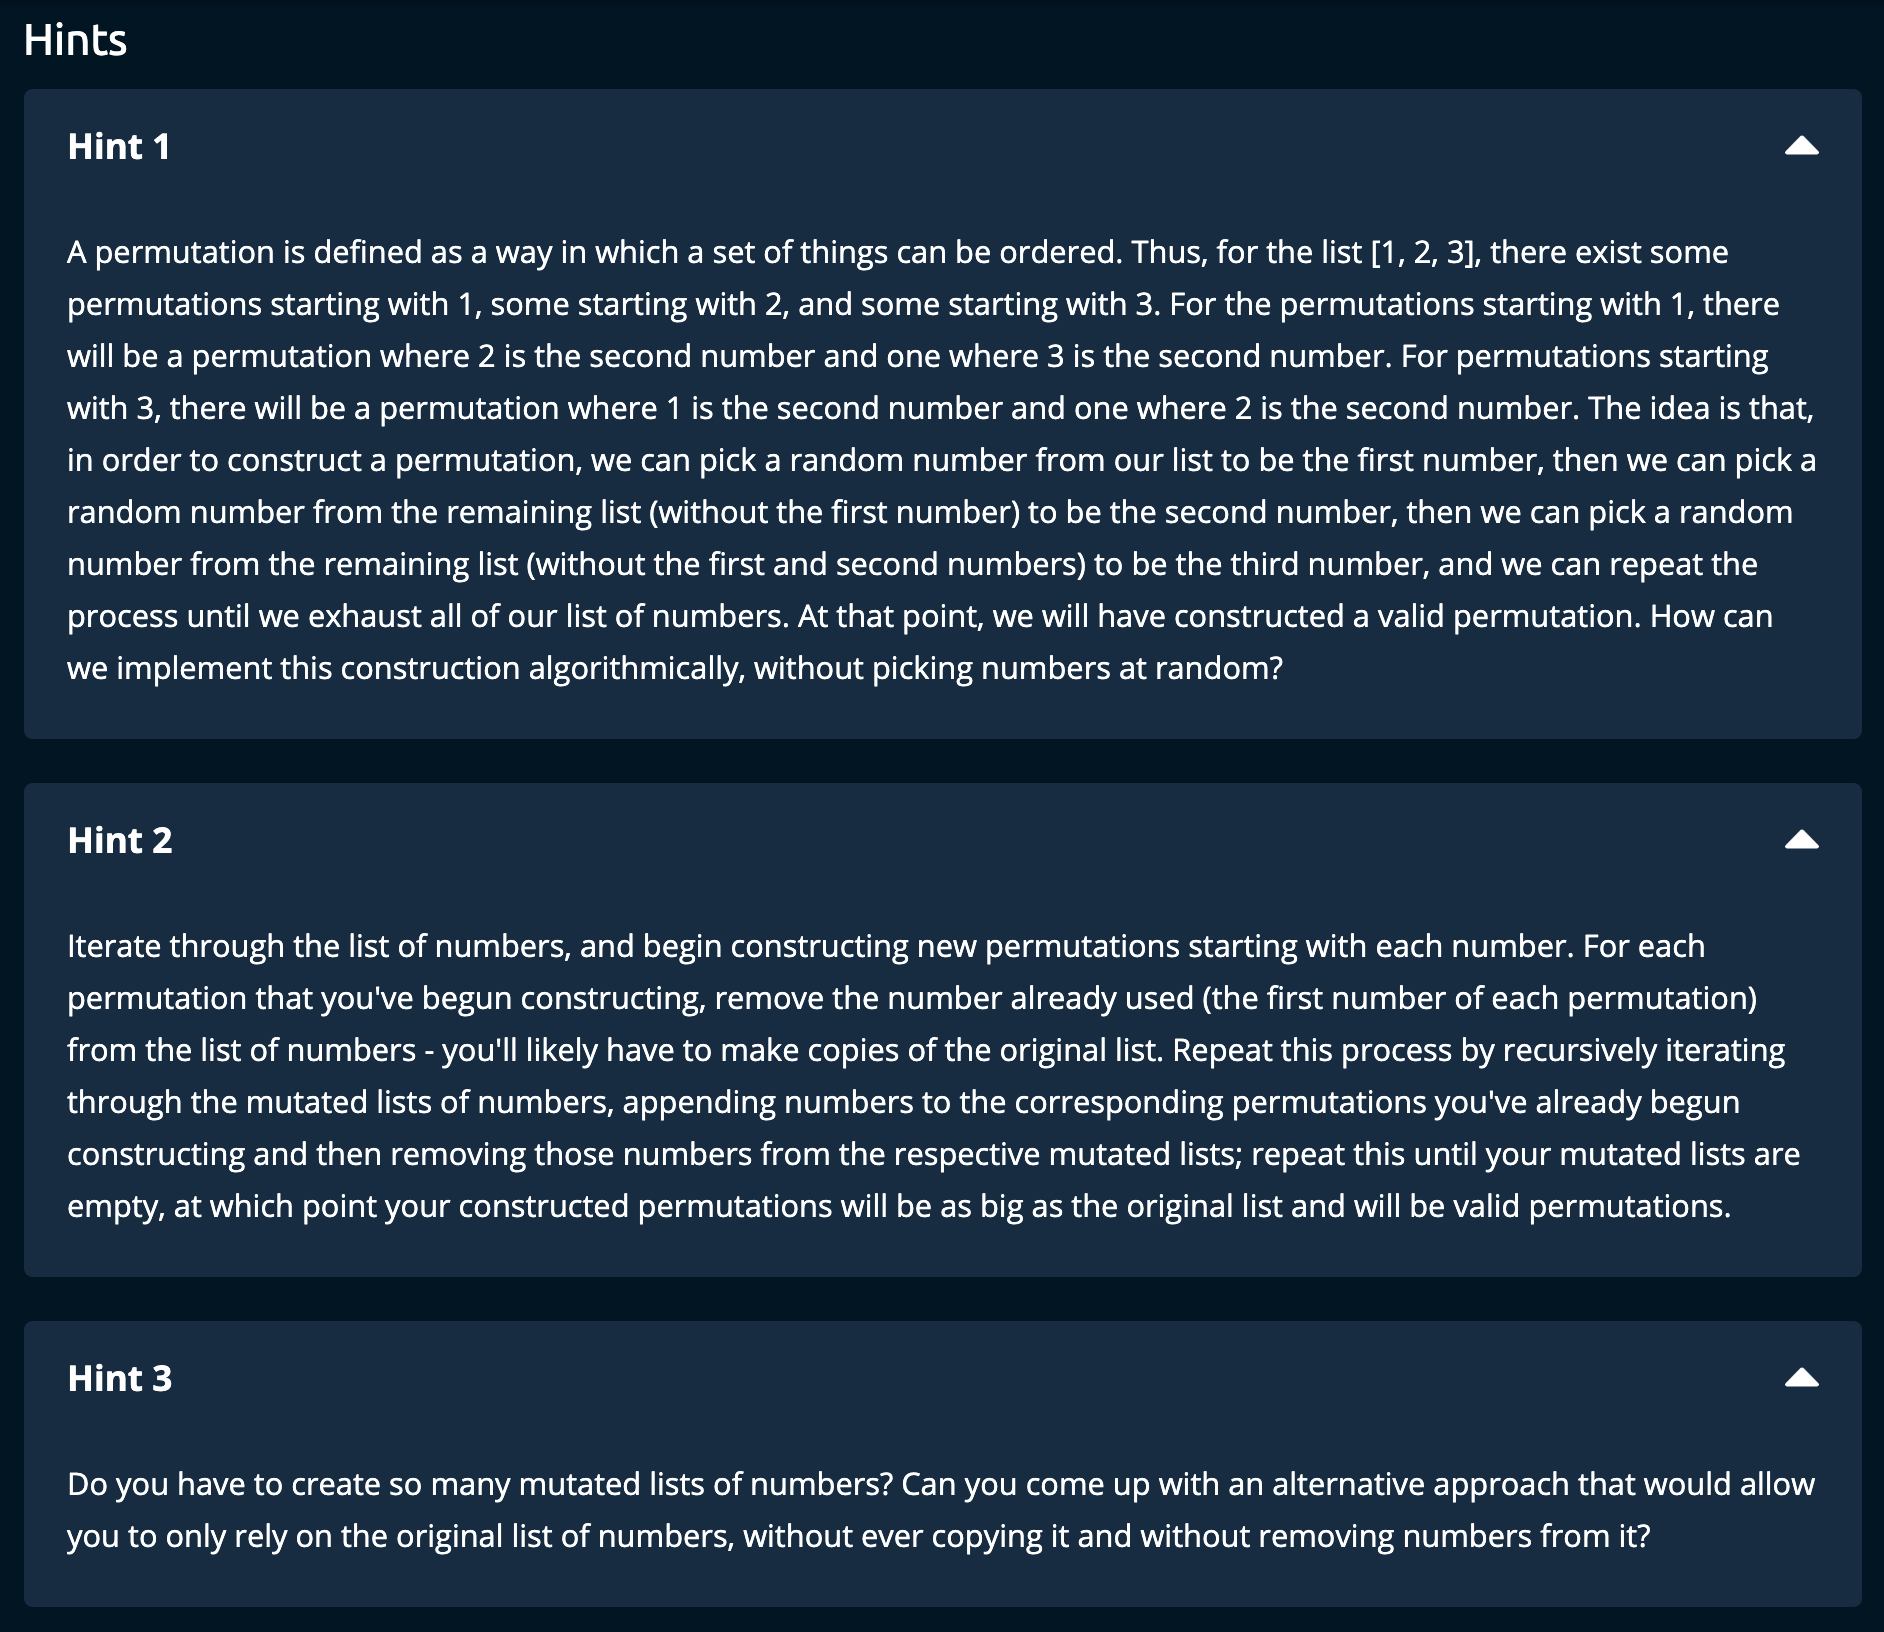 Hints
Hint 1
A permutation is defined as a way in which a set of things can be ordered. Thus, for the list [1, 2, 3], there exist some
permutations starting with 1, some starting with 2, and some starting with 3. For the permutations starting with 1, there
will be a permutation where 2 is the second number and one where 3 is the second number. For permutations starting
with 3, there will be a permutation where 1 is the second number and one where 2 is the second number. The idea is that,
in order to construct a permutation, we can pick a random number from our list to be the first number, then we can pick a
random number from the remaining list (without the first number) to be the second number, then we can pick a random
number from the remaining list (without the first and second numbers) to be the third number, and we can repeat the
process until we exhaust all of our list of numbers. At that point, we will have constructed a valid permutation. How can
we implement this construction algorithmically, without picking numbers at random?
Hint 2
Iterate through the list of numbers, and begin constructing new permutations starting with each number. For each
permutation that you've begun constructing, remove the number already used (the first number of each permutation)
from the list of numbers - you'll likely have to make copies of the original list. Repeat this process by recursively iterating
through the mutated lists of numbers, appending numbers to the corresponding permutations you've already begun
constructing and then removing those numbers from the respective mutated lists; repeat this until your mutated lists are
empty, at which point your constructed permutations will be as big as the original list and will be valid permutations.
Hint 3
Do you have to create so many mutated lists of numbers? Can you come up with an alternative approach that would allow
you to only rely on the original list of numbers, without ever copying it and without removing numbers from it?